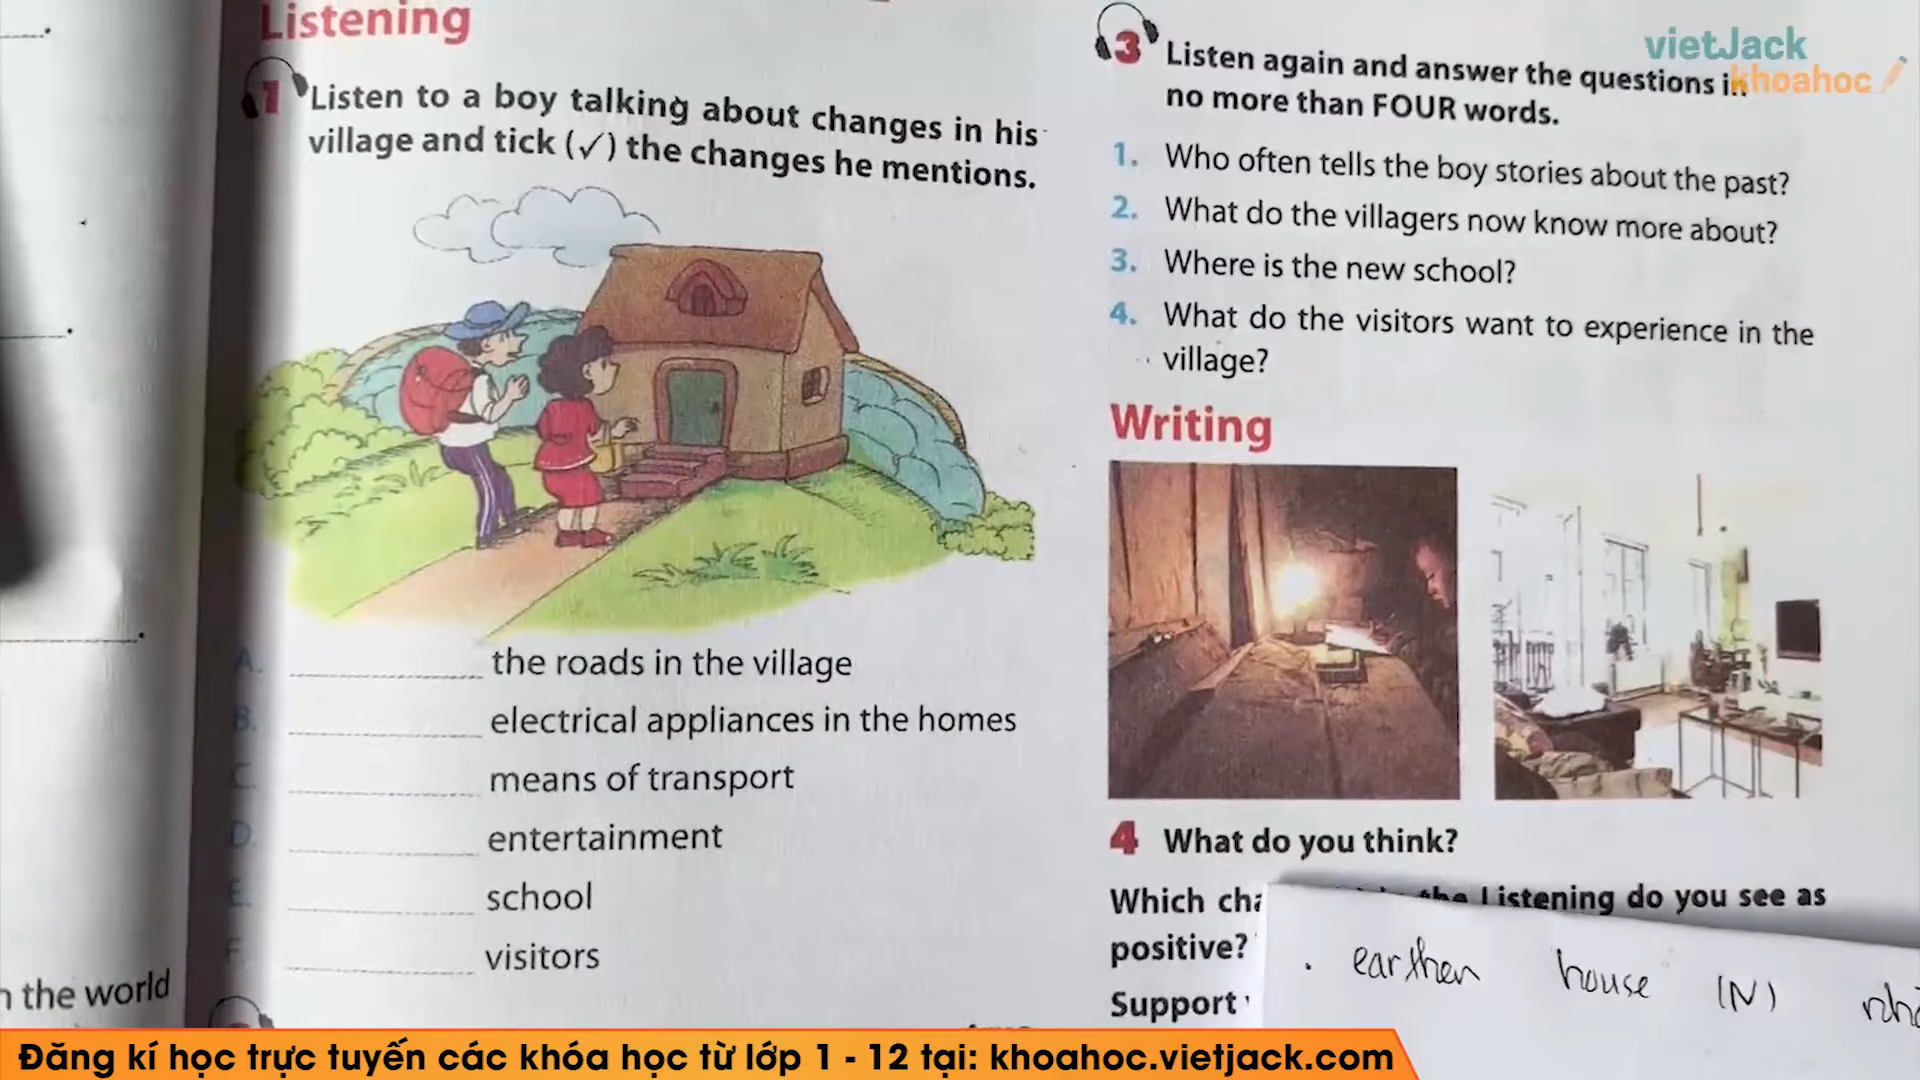 Listening
1 Listen to a boy talking about changes in his
village and tick (✓) the changes he mentions.
A. the roads in the village
B. electrical appliances in the homes
C. means of transport
D. entertainment
E. school
F. visitors
the world
vietJack
khoahoc
3 Listen again and answer the questions in
no more than FOUR words.
1. Who often tells the boy stories about the past?
2. What do the villagers now know more about?
3. Where is the new school?
4. What do the visitors want to experience in the
village?
Writing
4 What do you think?
Which the Listening do you see as
positive?
Support
. earthen house (N)
Đăng kí học trực tuyến các khóa học từ lớp 1 - 12 tại: khoahoc.vietjack.com